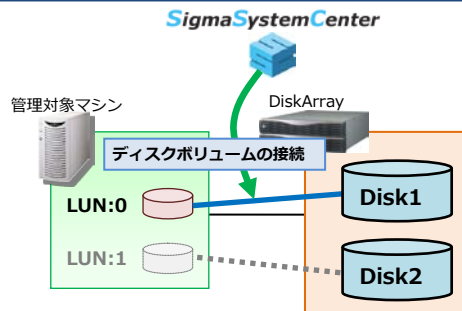 SigmaSystemCenter
管理対象マシン
DiskArray
ディスクボリュームの接続
LUN:0
Disk1
LUN:1
Disk2